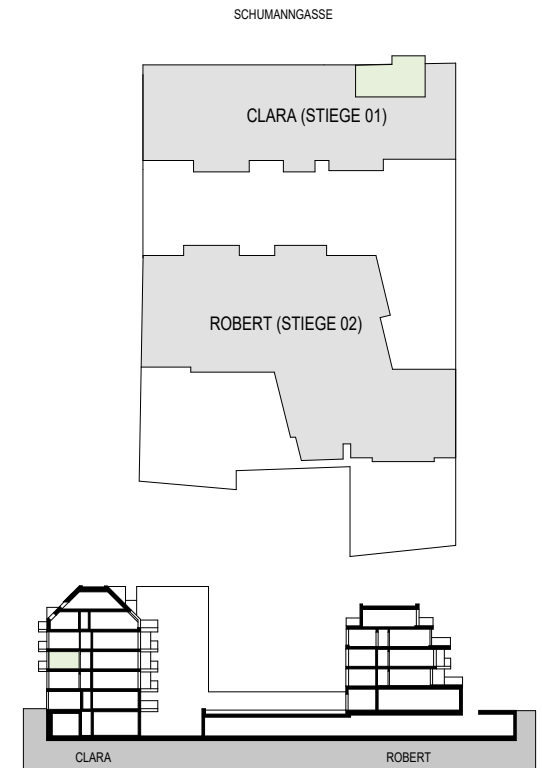 SCHUMANNGASSE
CLARA (STIEGE 01)
ROBERT (STIEGE 02)
CLARA
ROBERT